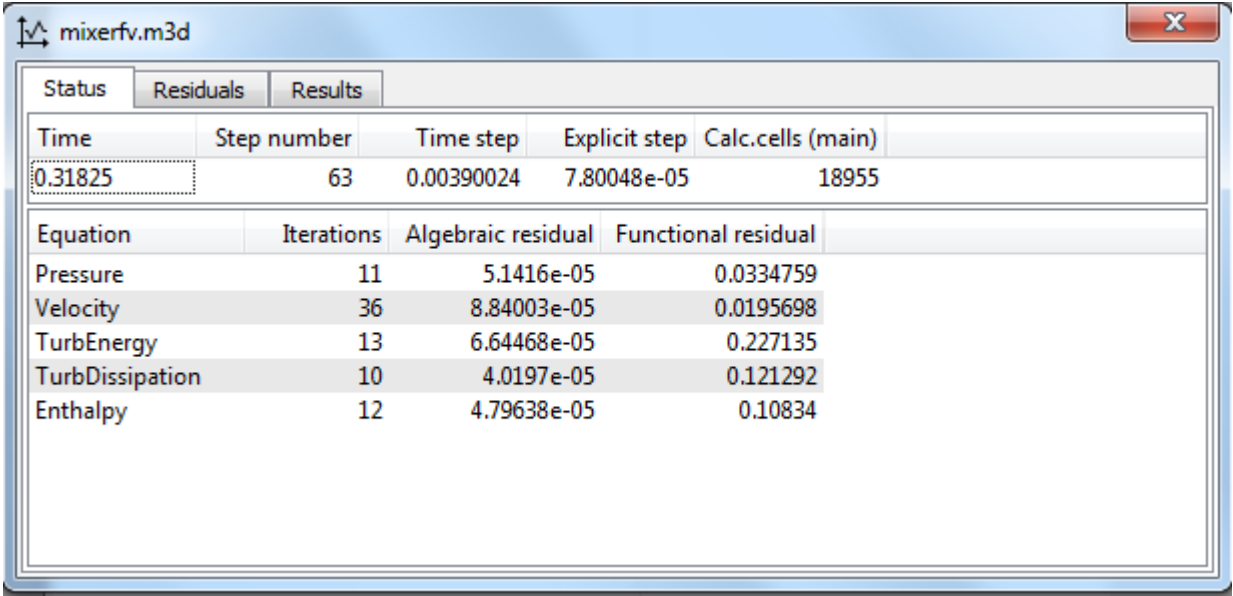 mixerfv.m3d
Status Residuals Results
Time Step number Time step Explicit step Calc.cells (main)
0.31825 63 0.00390024 7.80048e-05 18955
Equation Iterations Algebraic residual Functional residual
Pressure 11 5.1416e-05 0.0334759
Velocity 36 8.84003e-05 0.0195698
TurbEnergy 13 6.64468e-05 0.227135
TurbDissipation 10 4.0197e-05 0.121292
Enthalpy 12 4.79638e-05 0.10834